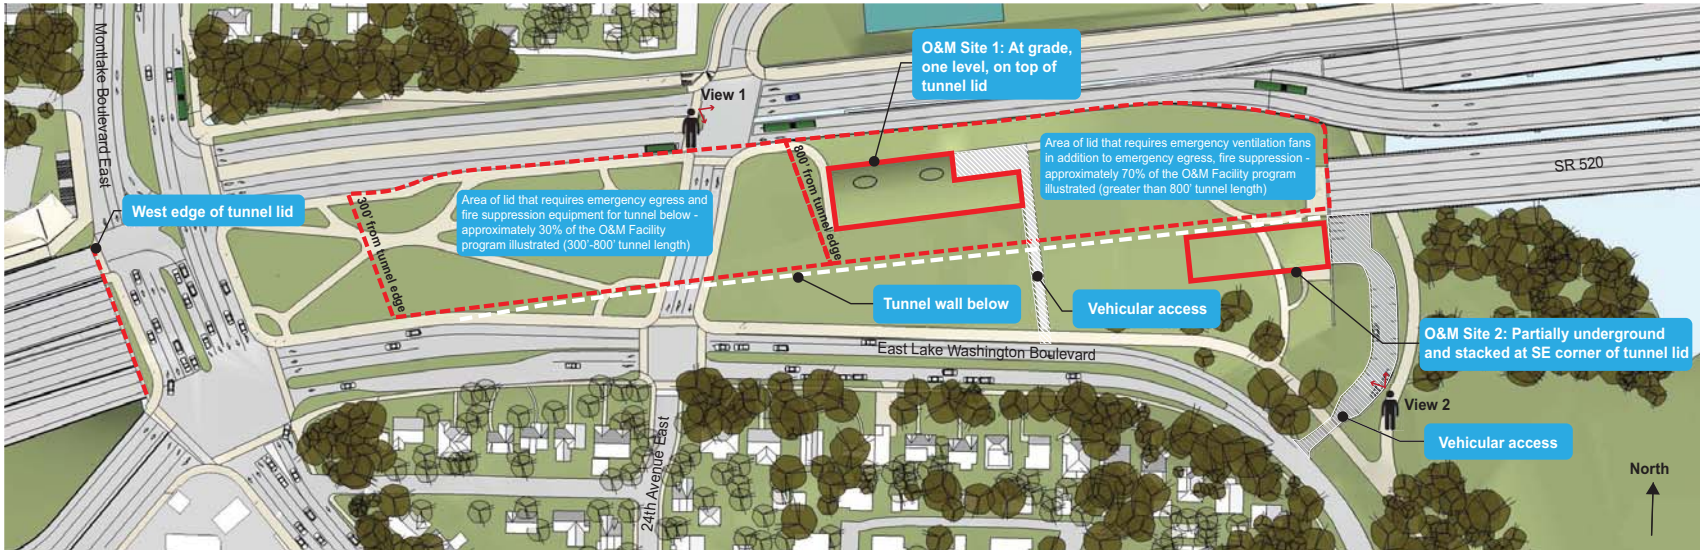 Montlake Boulevard East
West edge of tunnel lid
300' from tunnel edge
Area of lid that requires emergency egress and
fire suppression equipment for tunnel below -
approximately 30% of the O&M Facility
program illustrated (300'-800' tunnel length)
View 1
800' from tunnel edge
O&M Site 1: At grade,
one level, on top of
tunnel lid
Area of lid that requires emergency ventilation fans
in addition to emergency egress, fire suppression -
approximately 70% of the O&M Facility program
illustrated (greater than 800' tunnel length)
SR 520
Tunnel wall below
Vehicular access
O&M Site 2: Partially underground
and stacked at SE corner of tunnel lid
East Lake Washington Boulevard
View 2
Vehicular access
24th Avenue East
North